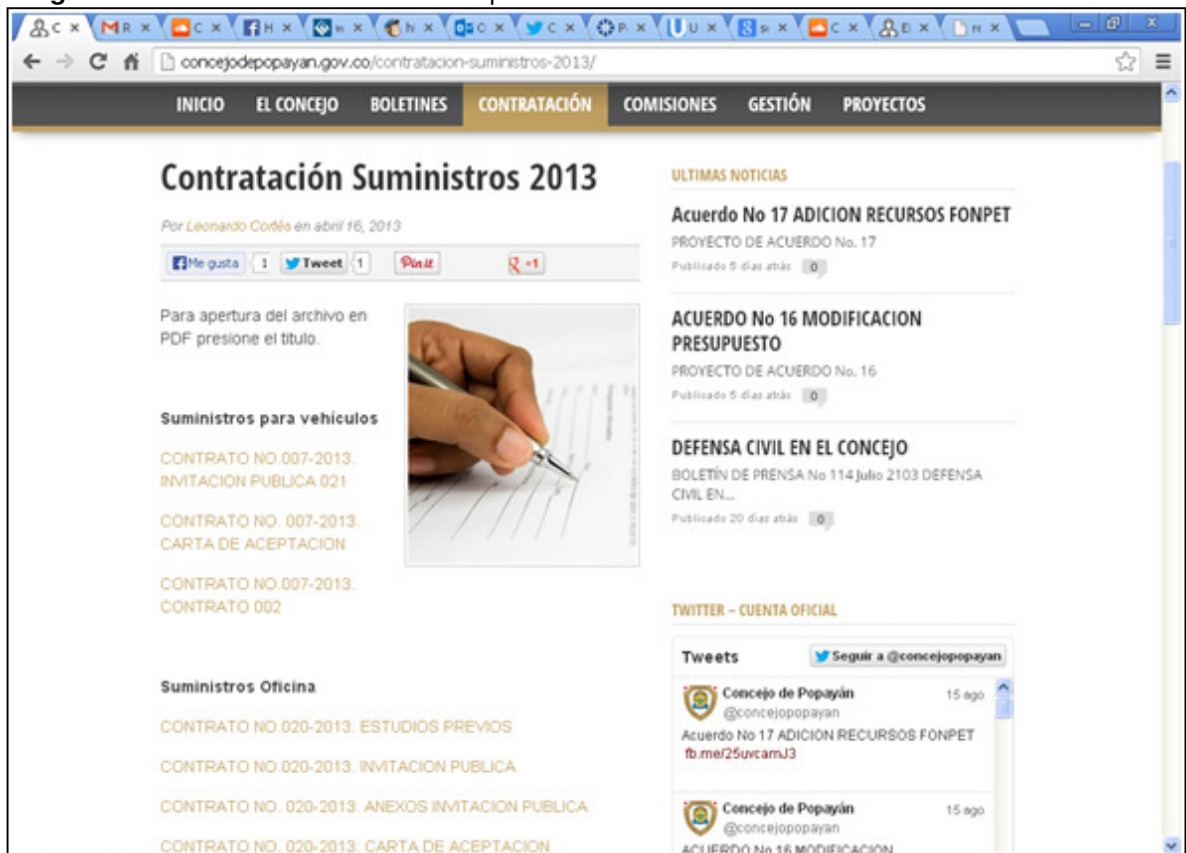 concejodepopayan.gov.co/contratacion-suministros-2013/
INICIO EL CONCEJO BOLETINES CONTRATACIÓN COMISIONES GESTIÓN PROYECTOS
Contratación Suministros 2013
Por Leonardo Cortés en abril 16, 2013
Me gusta 1 Tweet 1 Pin it +1
Para apertura del archivo en
PDF presione el título.
Suministros para vehículos
CONTRATO NO.007-2013.
INVITACION PUBLICA 021
CONTRATO NO. 007-2013.
CARTA DE ACEPTACION
CONTRATO NO.007-2013.
CONTRATO 002
Suministros Oficina
CONTRATO NO.020-2013. ESTUDIOS PREVIOS
CONTRATO NO.020-2013. INVITACION PUBLICA
CONTRATO NO. 020-2013. ANEXOS INVITACION PUBLICA
CONTRATO NO. 020-2013. CARTA DE ACEPTACION
ULTIMAS NOTICIAS
Acuerdo No 17 ADICION RECURSOS FONPET
PROYECTO DE ACUERDO No. 17
Publicado 5 días atrás 0
ACUERDO No 16 MODIFICACION
PRESUPUESTO
PROYECTO DE ACUERDO No. 16
Publicado 5 días atrás 0
DEFENSA CIVIL EN EL CONCEJO
BOLETÍN DE PRENSA No 114 Julio 2103 DEFENSA
CIVIL EN...
Publicado 20 días atrás 0
TWITTER – CUENTA OFICIAL
Tweets Seguir a @concejopopayan
Concejo de Popayán 15 ago
@concejopopayan
Acuerdo No 17 ADICION RECURSOS FONPET
fb.me/25uvcamJ3
Concejo de Popayán 15 ago
@concejopopayan
ACUERDO No 16 MODIFICACION